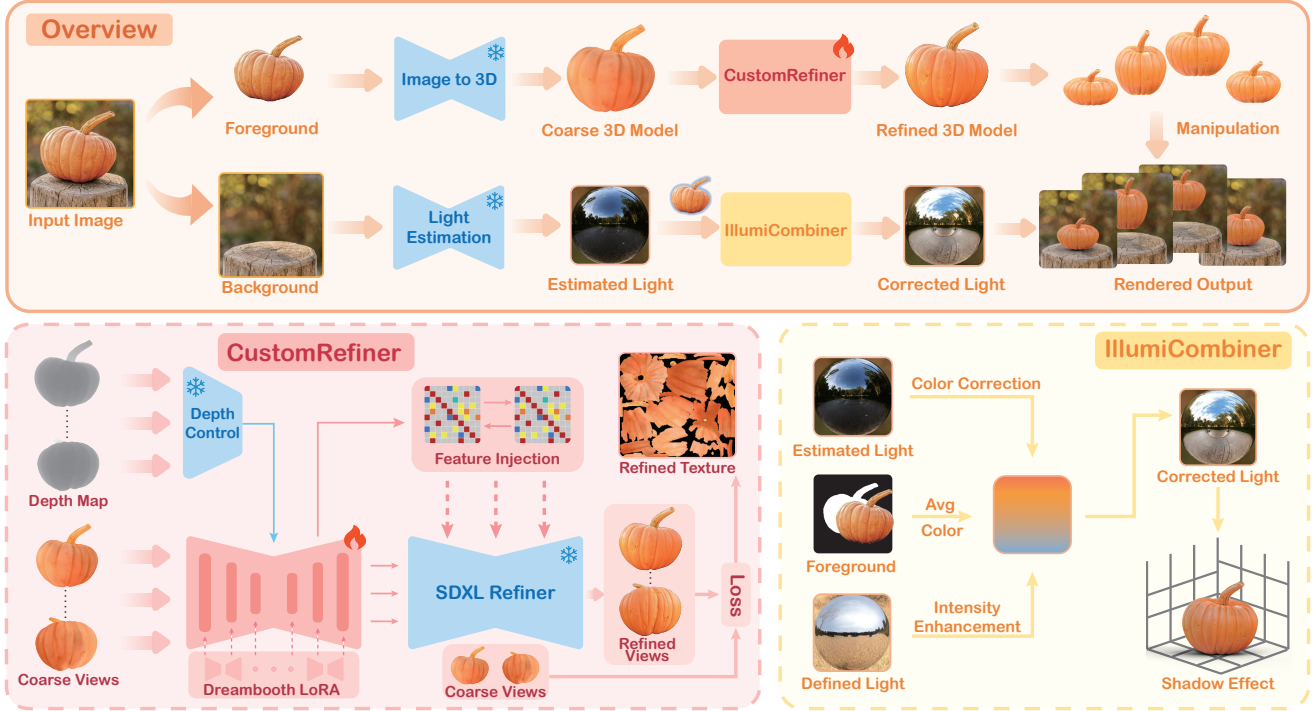 Overview
Input Image
Foreground
Image to 3D
Coarse 3D Model
CustomRefiner
Refined 3D Model
Manipulation
Background
Light
Estimation
Estimated Light
IllumiCombiner
Corrected Light
Rendered Output
CustomRefiner
Depth Map
Depth
Control
Feature Injection
Refined Texture
Coarse Views
Dreambooth LoRA
SDXL Refiner
Coarse Views
Refined
Views
Loss
IllumiCombiner
Estimated Light
Color Correction
Foreground
Avg
Color
Defined Light
Intensity
Enhancement
Corrected Light
Shadow Effect